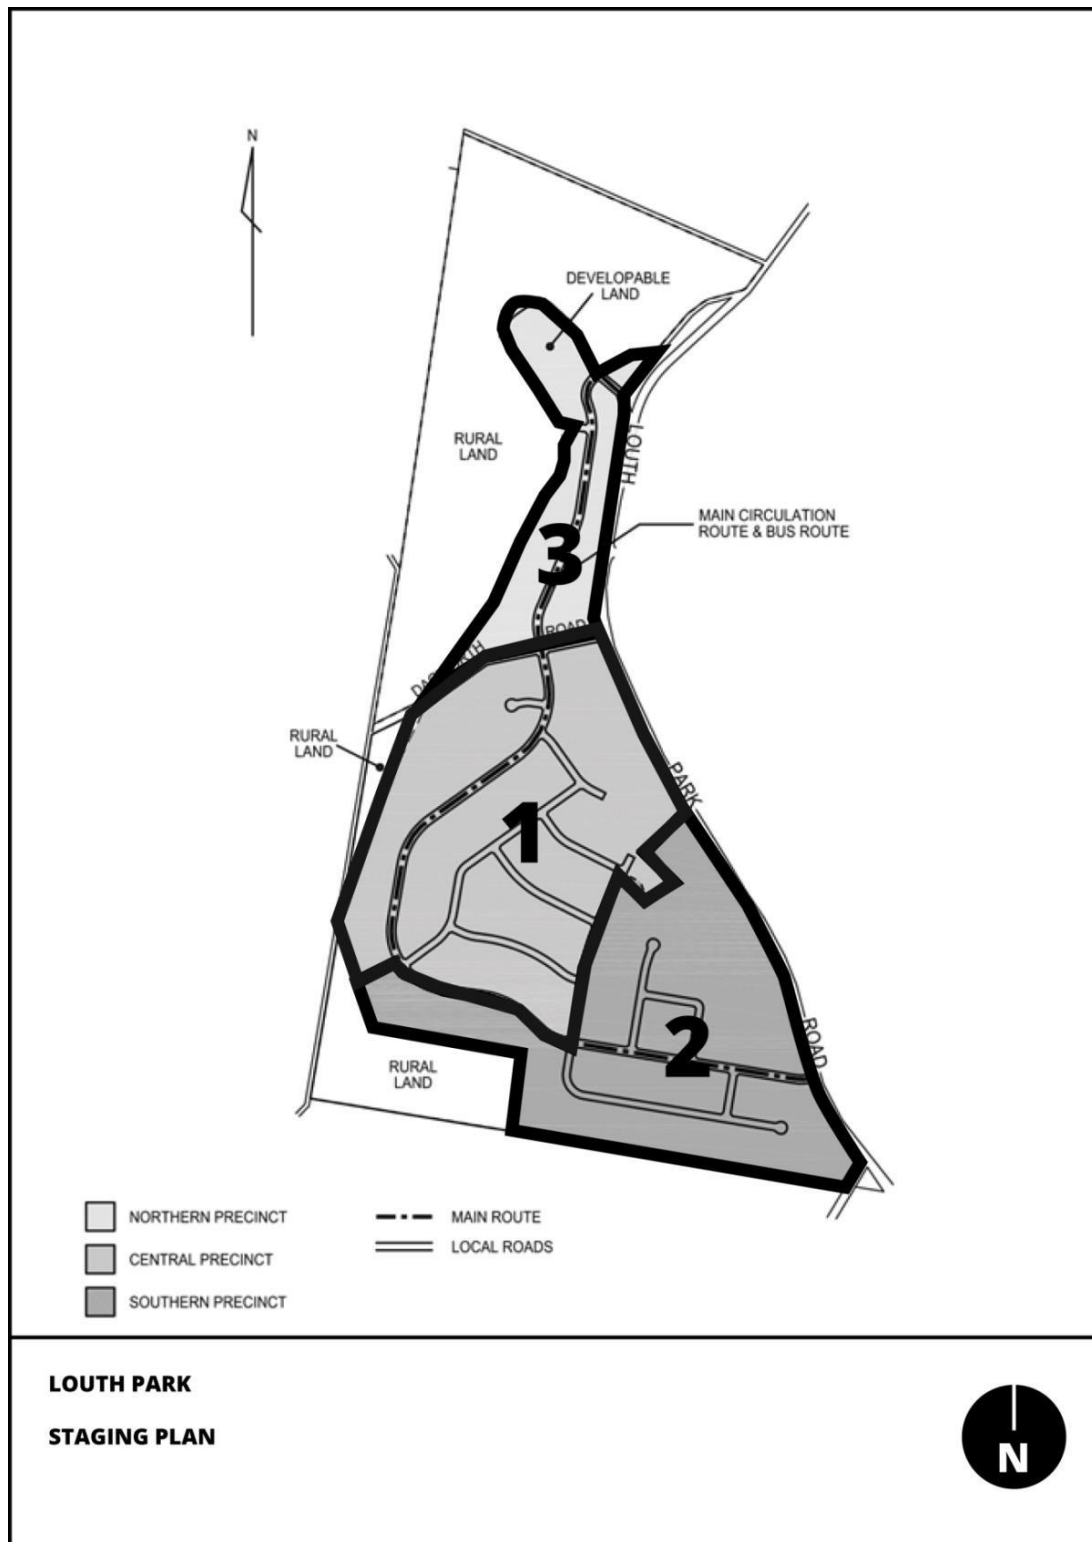 N
DEVELOPABLE
LAND
RURAL
LAND
LOUTH
MAIN CIRCULATION
ROUTE & BUS ROUTE
3
ROAD
RURAL
LAND
PARK
1
2
ROAD
RURAL
LAND
NORTHERN PRECINCT
CENTRAL PRECINCT
SOUTHERN PRECINCT
MAIN ROUTE
LOCAL ROADS
LOUTH PARK
STAGING PLAN
N